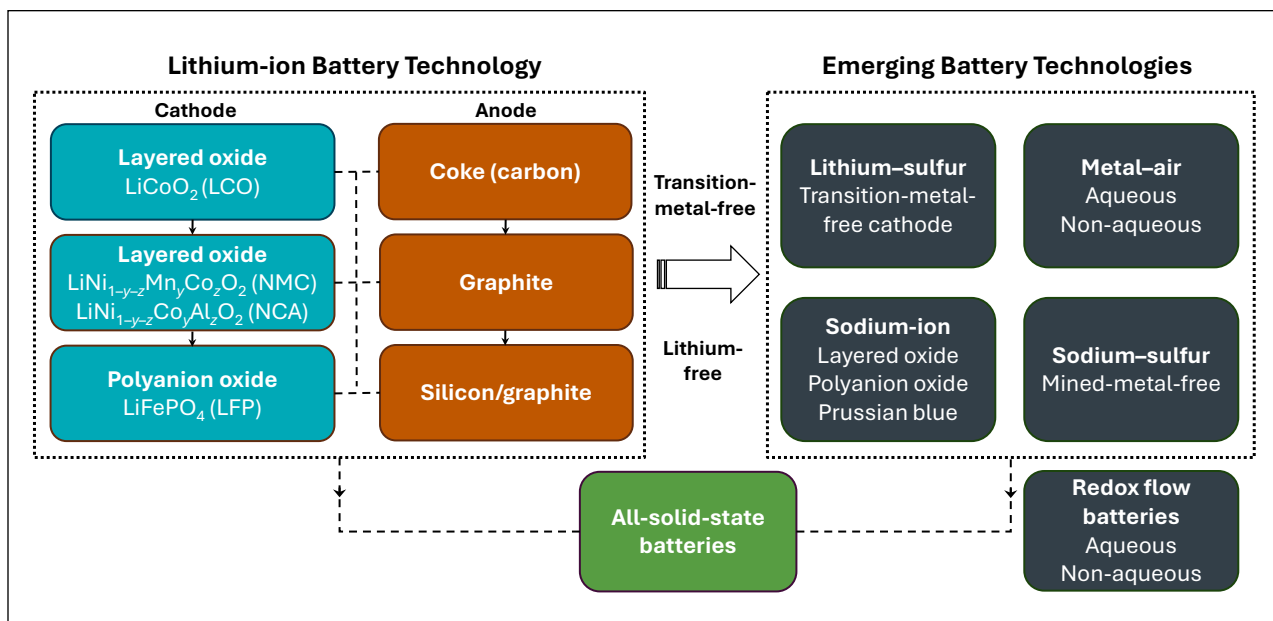 Lithium-ion Battery Technology
Cathode
Anode
Layered oxide
LiCoO₂ (LCO)
Coke (carbon)
Layered oxide
LiNi₁₋y₋zMnyCozO₂ (NMC)
LiNi₁₋y₋zCoyAlzO₂ (NCA)
Graphite
Polyanion oxide
LiFePO₄ (LFP)
Silicon/graphite
Transition-
metal-free
Lithium-
free
Emerging Battery Technologies
Lithium–sulfur
Transition-metal-
free cathode
Metal–air
Aqueous
Non-aqueous
Sodium-ion
Layered oxide
Polyanion oxide
Prussian blue
Sodium–sulfur
Mined-metal-free
All-solid-state
batteries
Redox flow
batteries
Aqueous
Non-aqueous